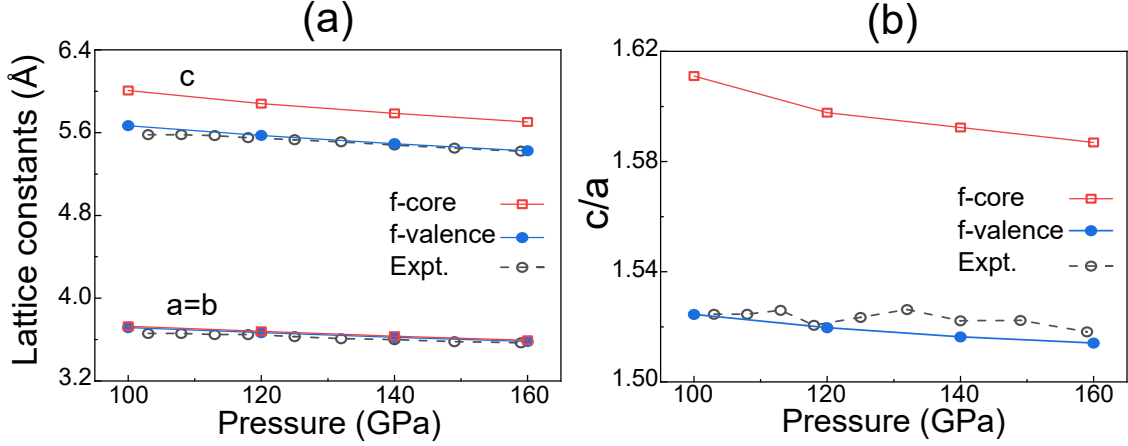 (a)
Lattice constants (Å)
6.4
5.6
4.8
4.0
3.2
c
f-core
f-valence
Expt.
a=b
100
120
140
160
Pressure (GPa)
(b)
c/a
1.62
1.58
1.54
1.50
f-core
f-valence
Expt.
100
120
140
160
Pressure (GPa)